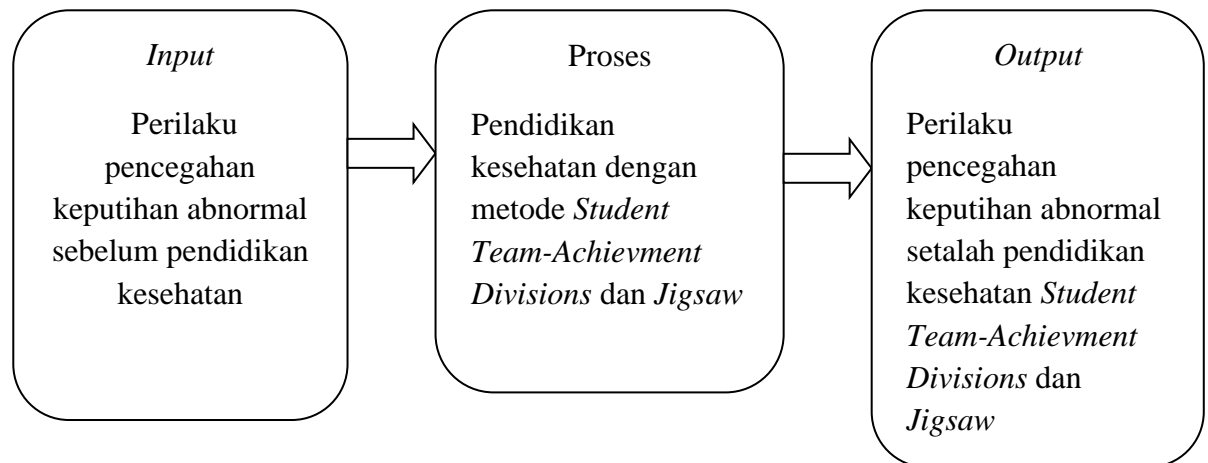 Input
Perilaku
pencegahan
keputihan abnormal
sebelum pendidikan
kesehatan
Proses
Pendidikan
kesehatan dengan
metode Student
Team-Achievment
Divisions dan Jigsaw
Output
Perilaku
pencegahan
keputihan abnormal
setalah pendidikan
kesehatan Student
Team-Achievment
Divisions dan
Jigsaw